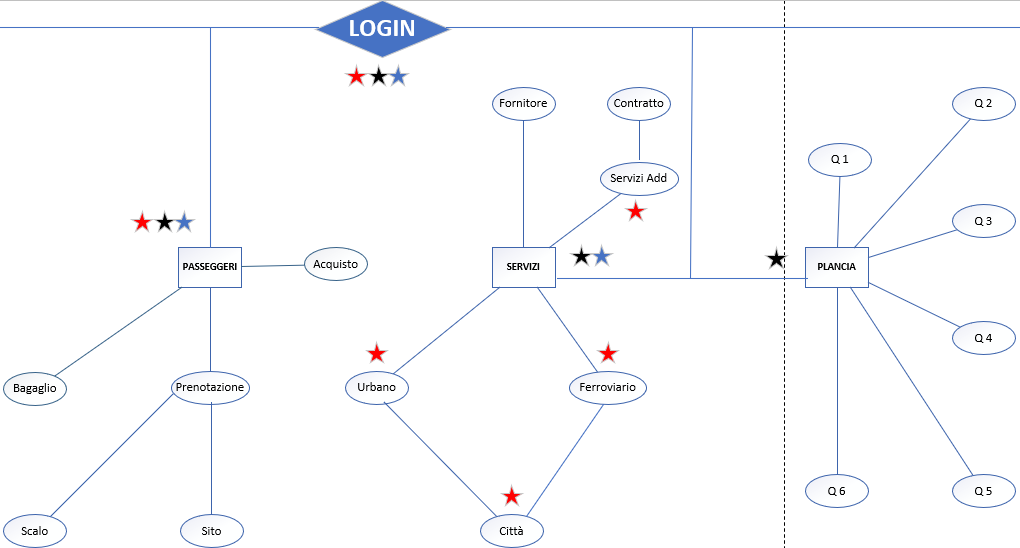 LOGIN
Fornitore
Contratto
Q 2
Q 1
Servizi Add
Q 3
PASSEGGERI
Acquisto
SERVIZI
PLANCIA
Q 4
Bagaglio
Prenotazione
Urbano
Ferroviario
Q 6
Q 5
Scalo
Sito
Città